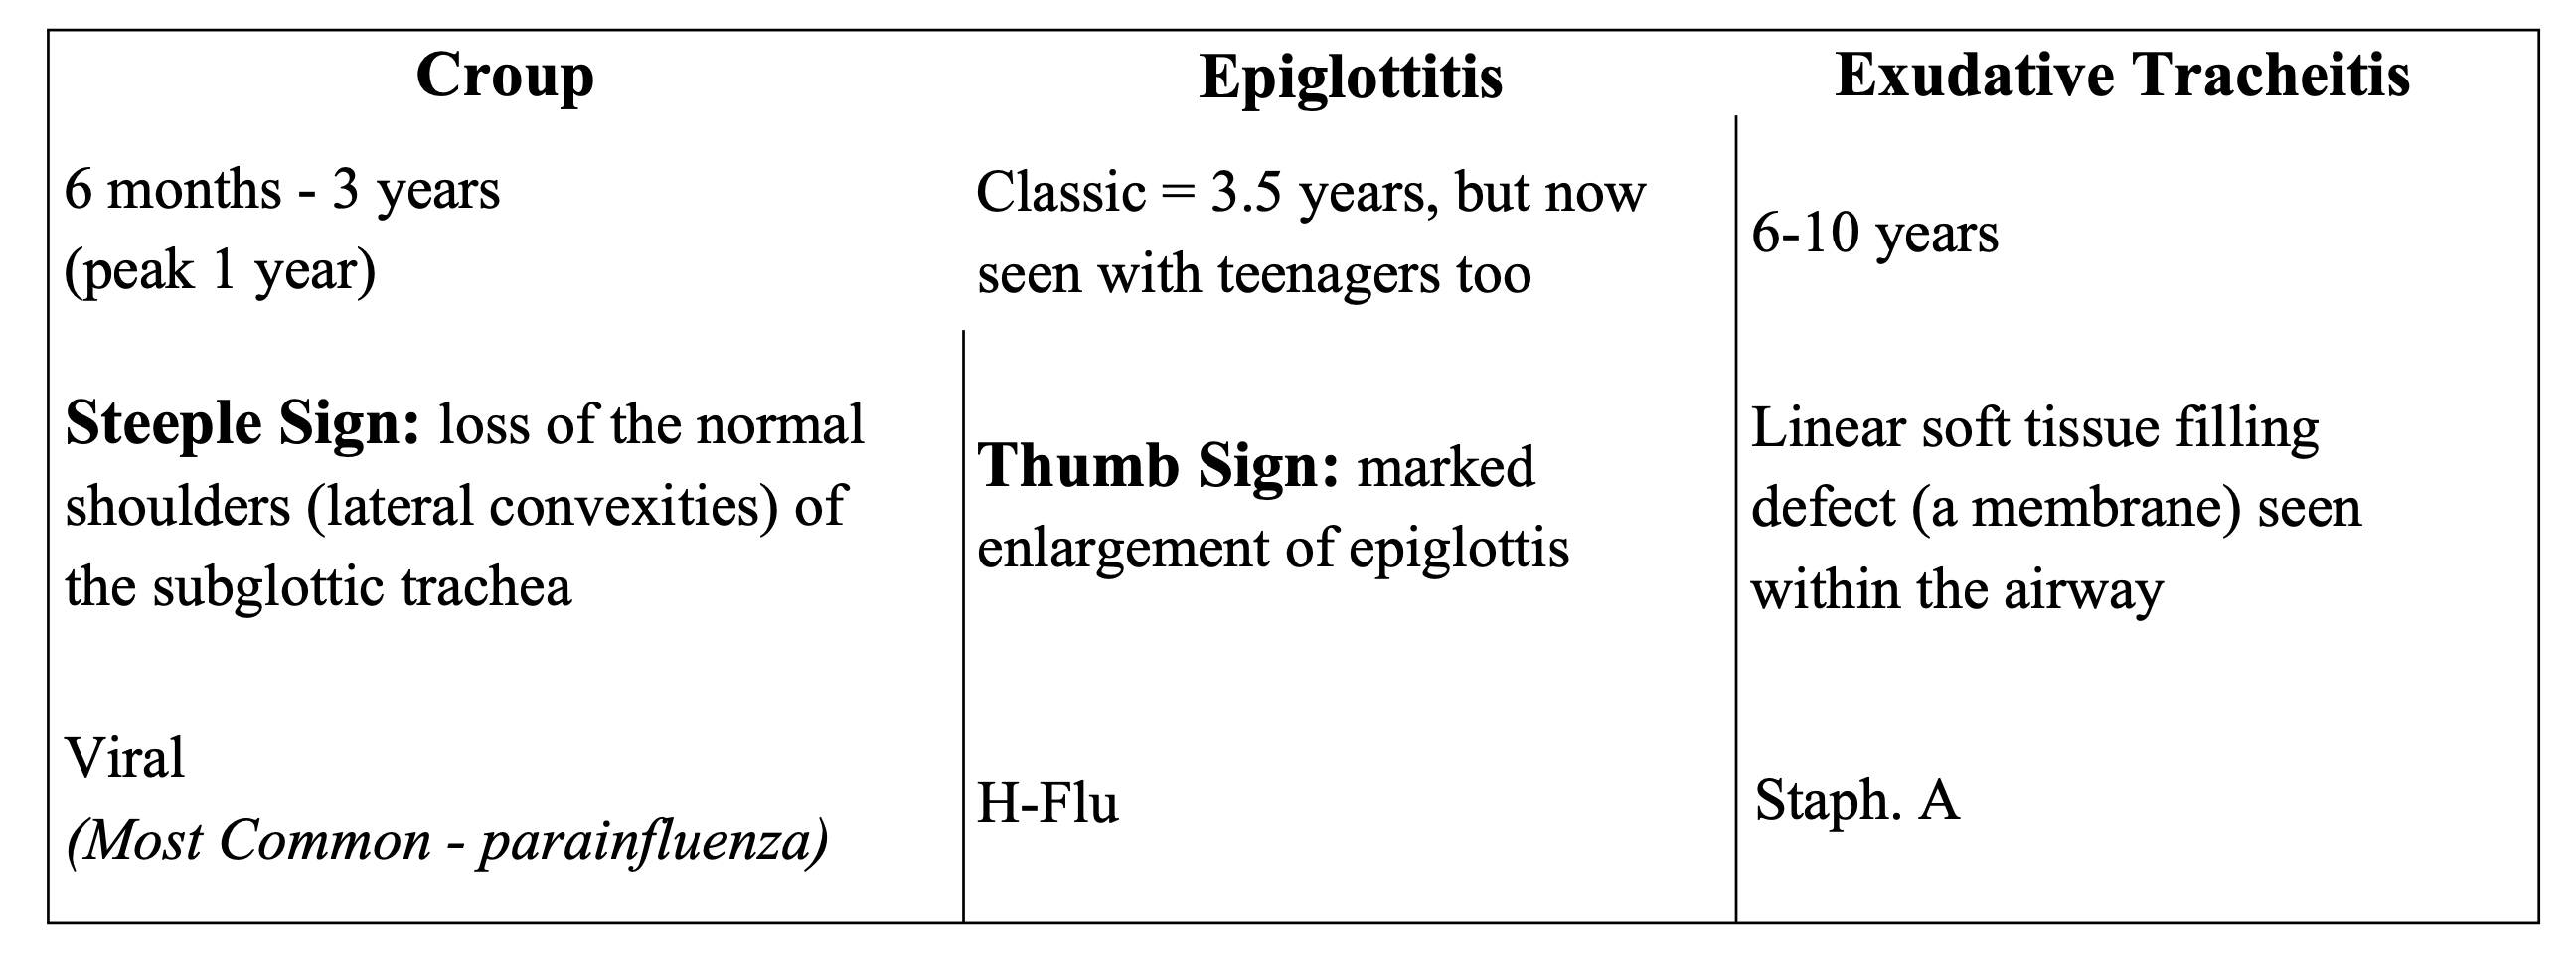 Croup
Epiglottitis
Exudative Tracheitis
6 months - 3 years
(peak 1 year)
Classic = 3.5 years, but now
seen with teenagers too
6-10 years
Steeple Sign: loss of the normal
shoulders (lateral convexities) of
the subglottic trachea
Thumb Sign: marked
enlargement of epiglottis
Linear soft tissue filling
defect (a membrane) seen
within the airway
Viral
(Most Common - parainfluenza)
H-Flu
Staph. A